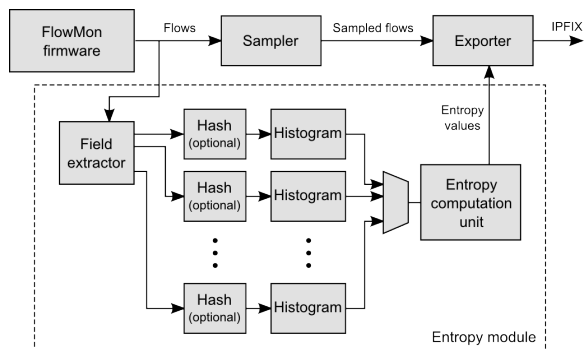 FlowMon
firmware
Flows
Sampler
Sampled flows
Exporter
IPFIX
Entropy
values
Field
extractor
Hash
(optional)
Histogram
Hash
(optional)
Histogram
Hash
(optional)
Histogram
Entropy
computation
unit
Entropy module